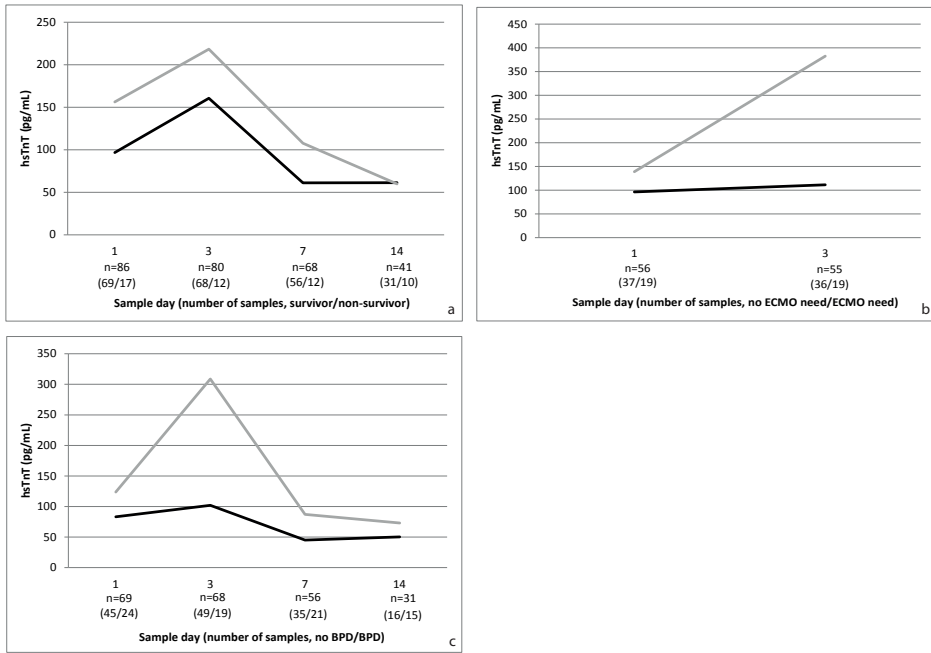 250
200
150
100
50
0
hsTnT (pg/mL)
1 3 7 14
n=86 n=80 n=68 n=41
(69/17) (68/12) (56/12) (31/10)
Sample day (number of samples, survivor/non-survivor)
a
450
400
350
300
250
200
150
100
50
0
hsTnT (pg/mL)
1 3
n=56 n=55
(37/19) (36/19)
Sample day (number of samples, no ECMO need/ECMO need)
b
350
300
250
200
150
100
50
0
hsTnT (pg/mL)
1 3 7 14
n=69 n=68 n=56 n=31
(45/24) (49/19) (35/21) (16/15)
Sample day (number of samples, no BPD/BPD)
c